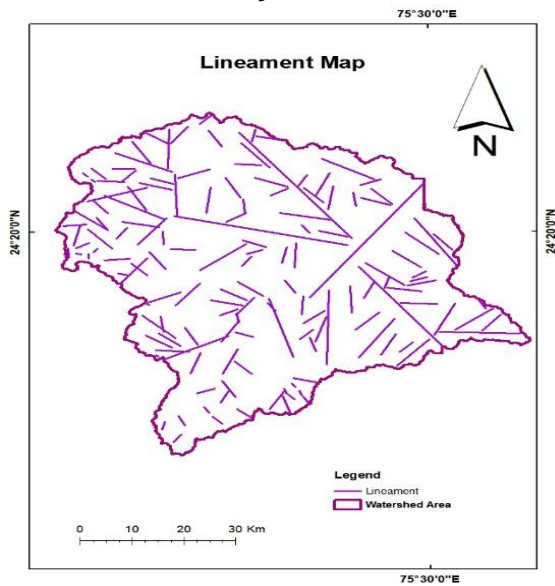 75°30'0"E
Lineament Map
N
24°20'0"N
24°20'0"N
Legend
Lineament
Watershed Area
0 10 20 30 Km
75°30'0"E